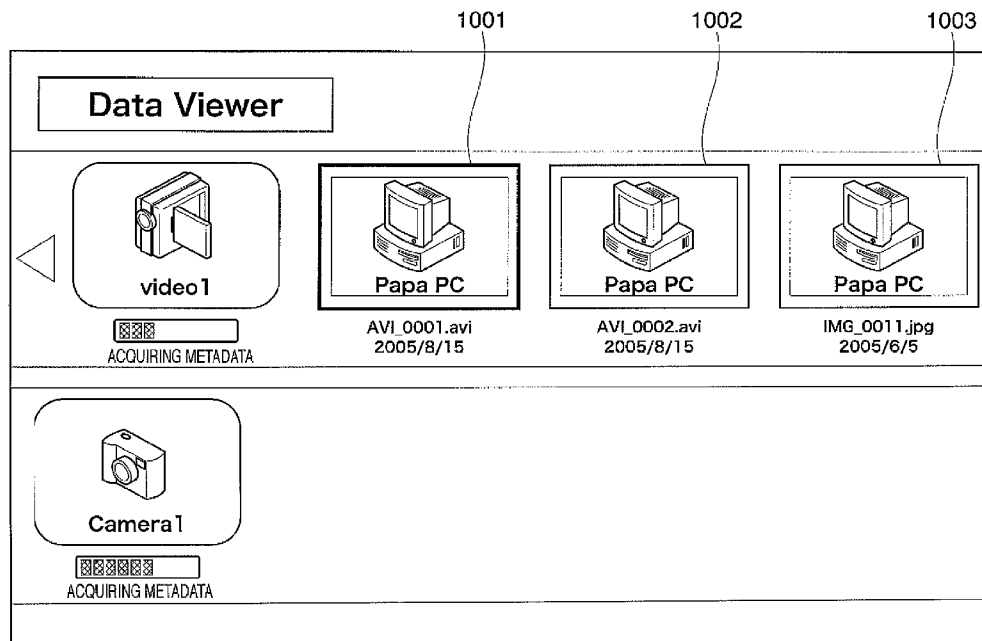 1001 1002 1003
Data Viewer
video1
ACQUIRING METADATA
Papa PC
AVI_0001.avi
2005/8/15
Papa PC
AVI_0002.avi
2005/8/15
Papa PC
IMG_0011.jpg
2005/6/5
Camera1
ACQUIRING METADATA